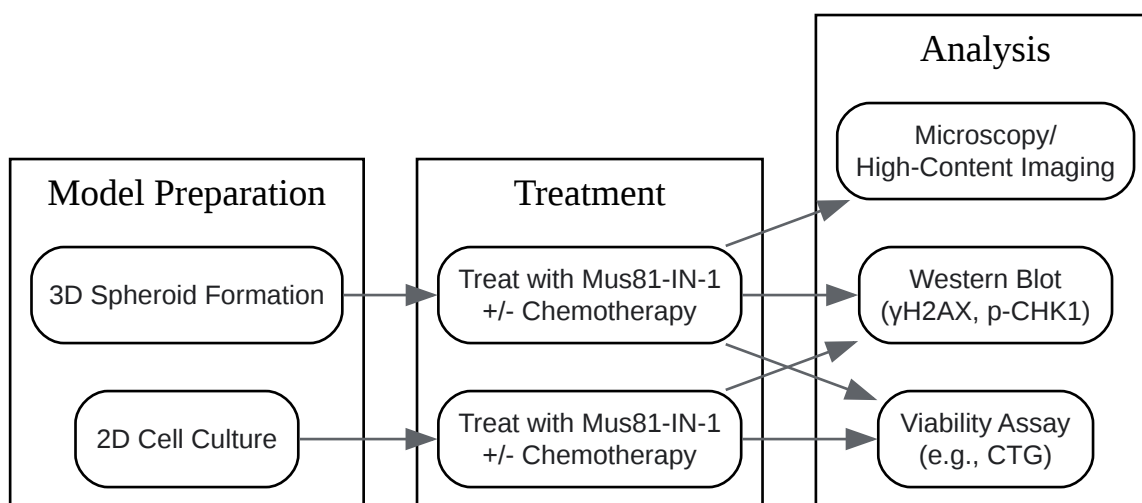 Model Preparation
3D Spheroid Formation
2D Cell Culture
Treatment
Treat with Mus81-IN-1
+/- Chemotherapy
Treat with Mus81-IN-1
+/- Chemotherapy
Analysis
Microscopy/
High-Content Imaging
Western Blot
(γH2AX, p-CHK1)
Viability Assay
(e.g., CTG)